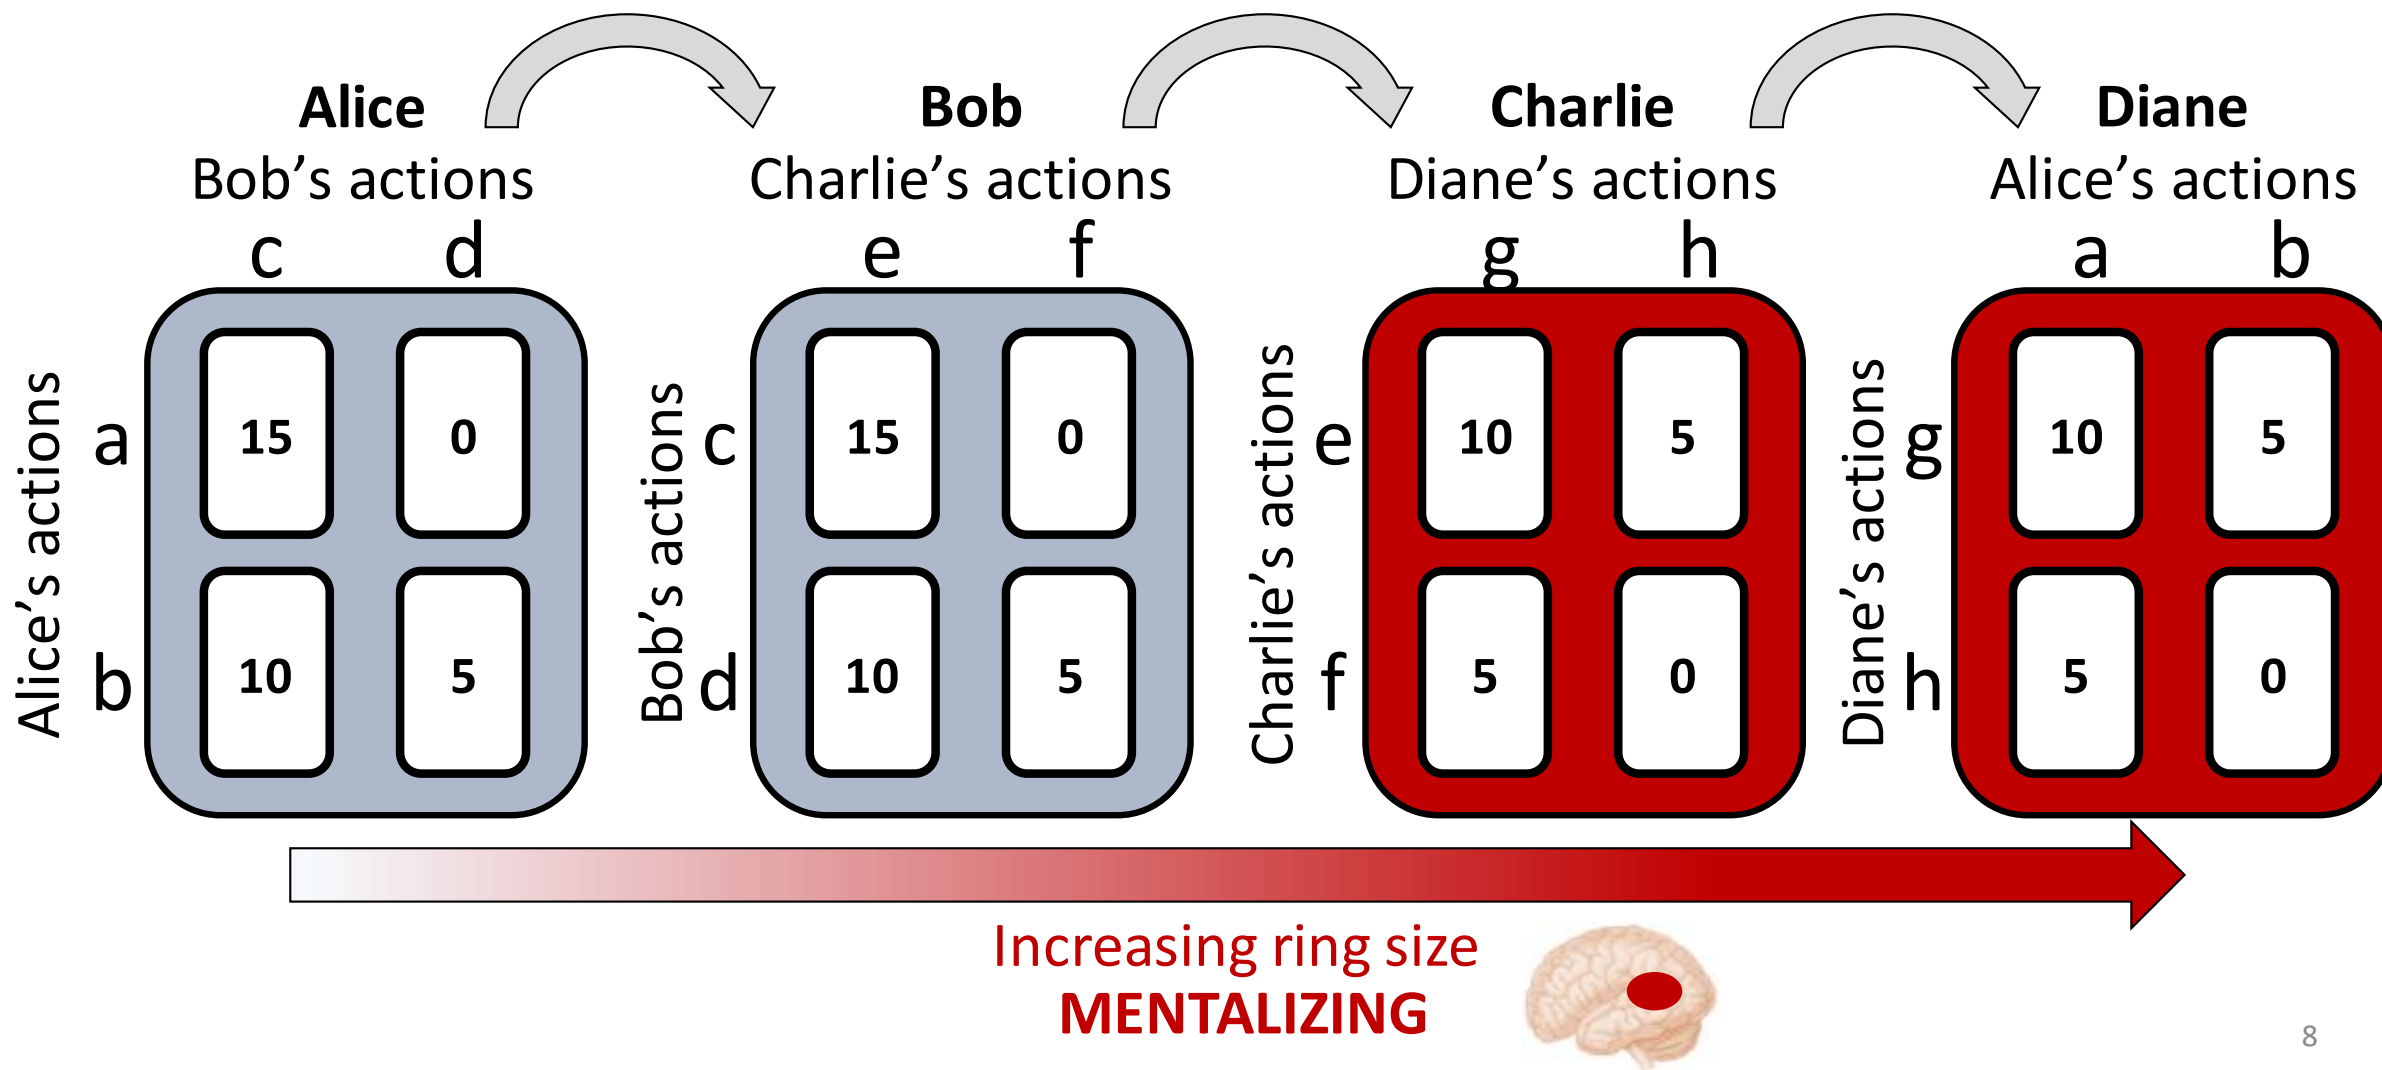 Alice
Bob's actions
c d
Alice's actions
a 15 0
b 10 5
Bob
Charlie’s actions
e f
Bob’s actions
c 15 0
d 10 5
Charlie
Diane’s actions
g h
Charlie’s actions
e 10 5
f 5 0
Diane
Alice’s actions
a b
Diane’s actions
g 10 5
h 5 0
Increasing ring size
MENTALIZING
8